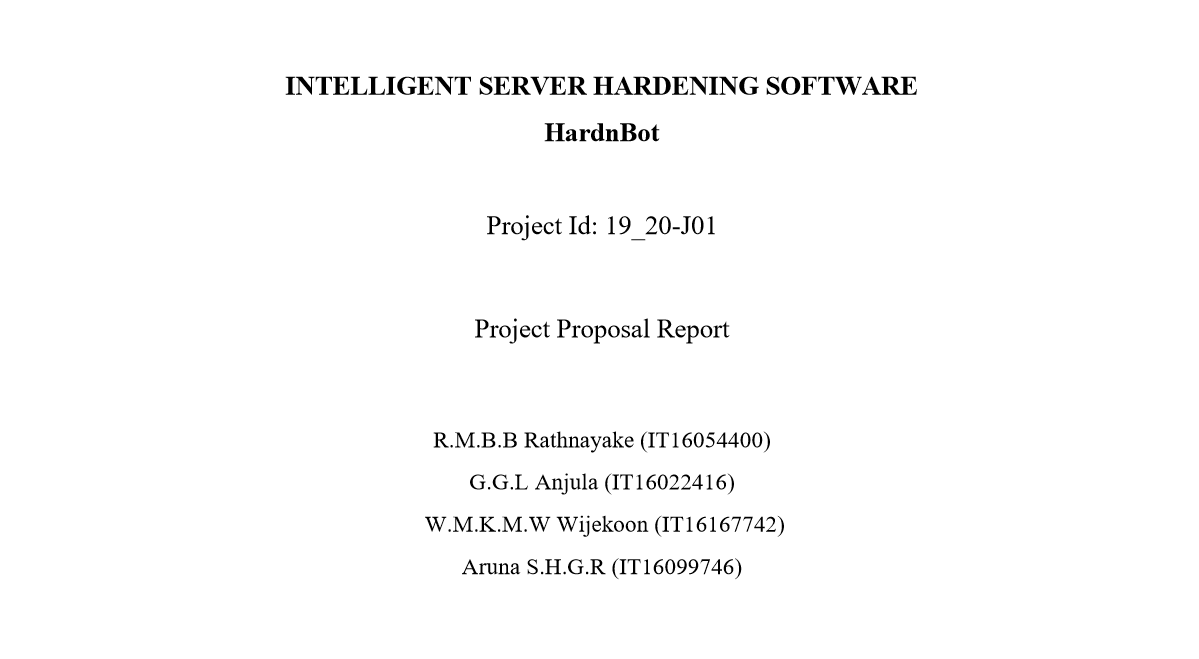 INTELLIGENT SERVER HARDENING SOFTWARE
HardnBot
Project Id: 19_20-J01
Project Proposal Report
R.M.B.B Rathnayake (IT16054400)
G.G.L Anjula (IT16022416)
W.M.K.M.W Wijekoon (IT16167742)
Aruna S.H.G.R (IT16099746)